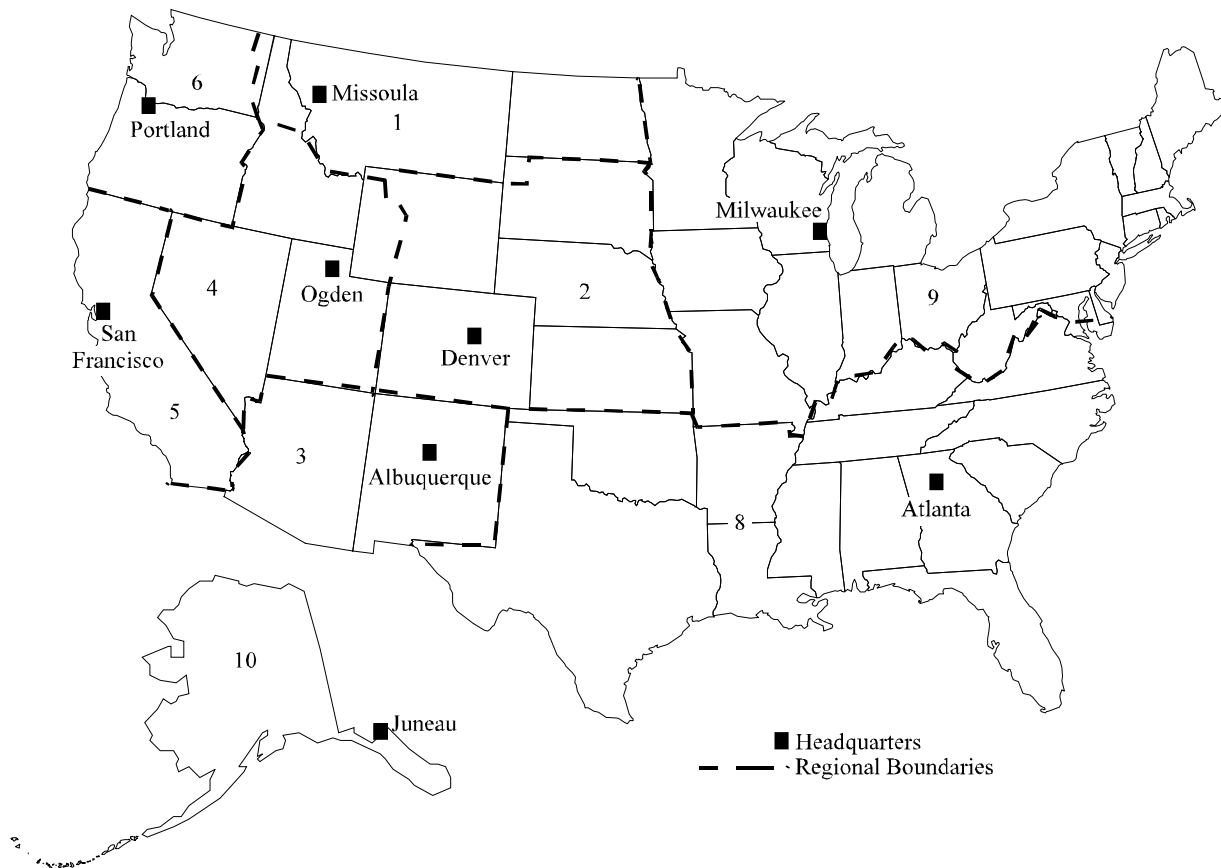 6
Missoula
Portland
1
Milwaukee
4
Ogden
2
9
San
Francisco
Denver
5
3
Albuquerque
Atlanta
8
10
Juneau
Headquarters
Regional Boundaries